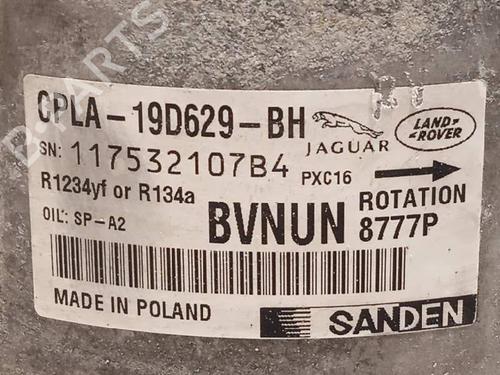 B-PARTS
CPLA-19D629-BH
JAGUAR
LAND-
ROVER
SN: 117532107B4
PXC16
R1234yf or R134a
ROTATION
OIL: SP-A2
BVNUN
8777P
MADE IN POLAND
SANDEN